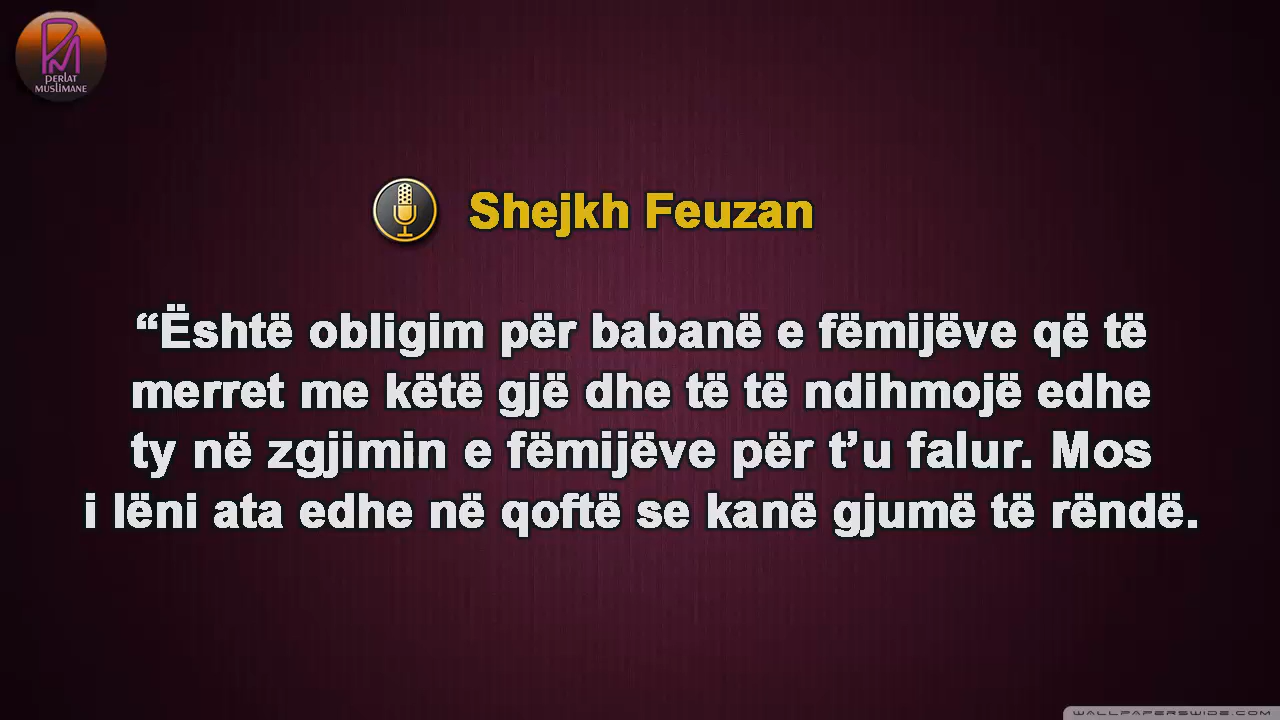 PERLAT
MUSLIMANE
Shejkh Feuzan
“Është obligim për babanë e fëmijëve që të
merret me këtë gjë dhe të të ndihmojë edhe
ty në zgjimin e fëmijëve për t’u falur. Mos
i lëni ata edhe në qoftë se kanë gjumë të rëndë.
WALLPAPERSWIDE.COM